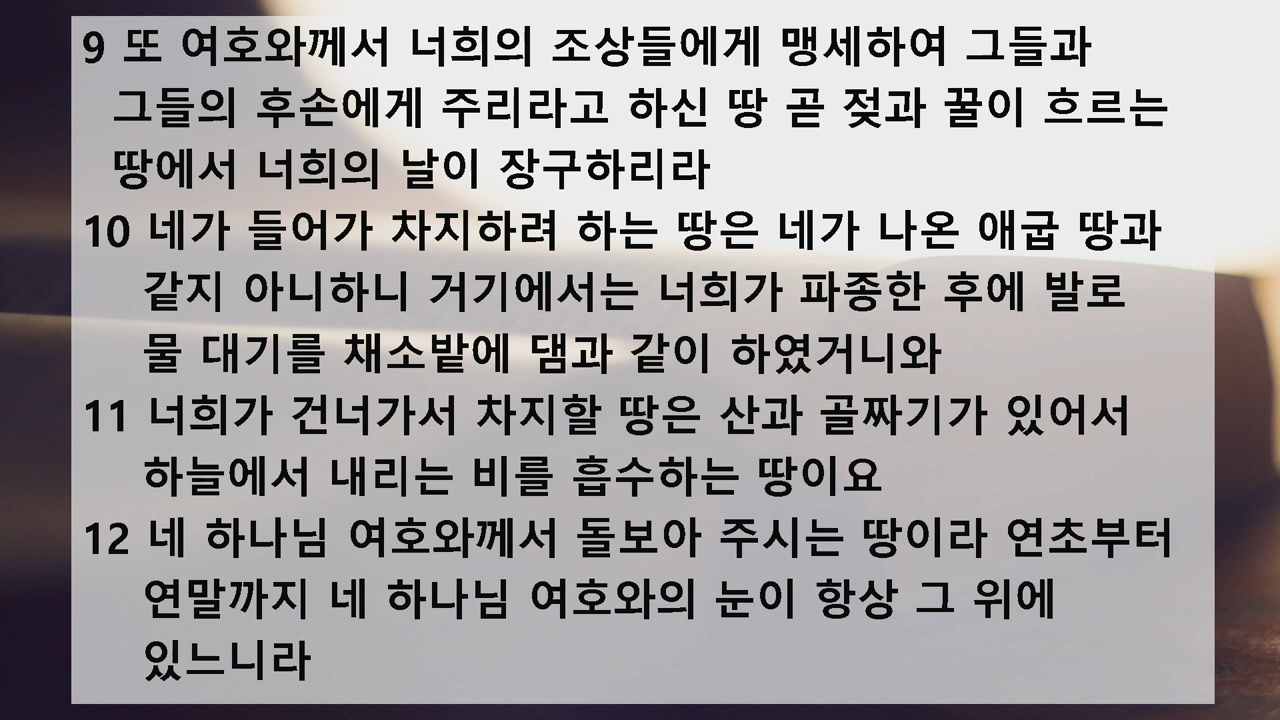 9 또 여호와께서 너희의 조상들에게 맹세하여 그들과
그들의 후손에게 주리라고 하신 땅 곧 젖과 꿀이 흐르는
땅에서 너희의 날이 장구하리라
10 네가 들어가 차지하려 하는 땅은 네가 나온 애굽 땅과
같지 아니하니 거기에서는 너희가 파종한 후에 발로
물 대기를 채소밭에 댐과 같이 하였거니와
11 너희가 건너가서 차지할 땅은 산과 골짜기가 있어서
하늘에서 내리는 비를 흡수하는 땅이요
12 네 하나님 여호와께서 돌보아 주시는 땅이라 연초부터
연말까지 네 하나님 여호와의 눈이 항상 그 위에
있느니라